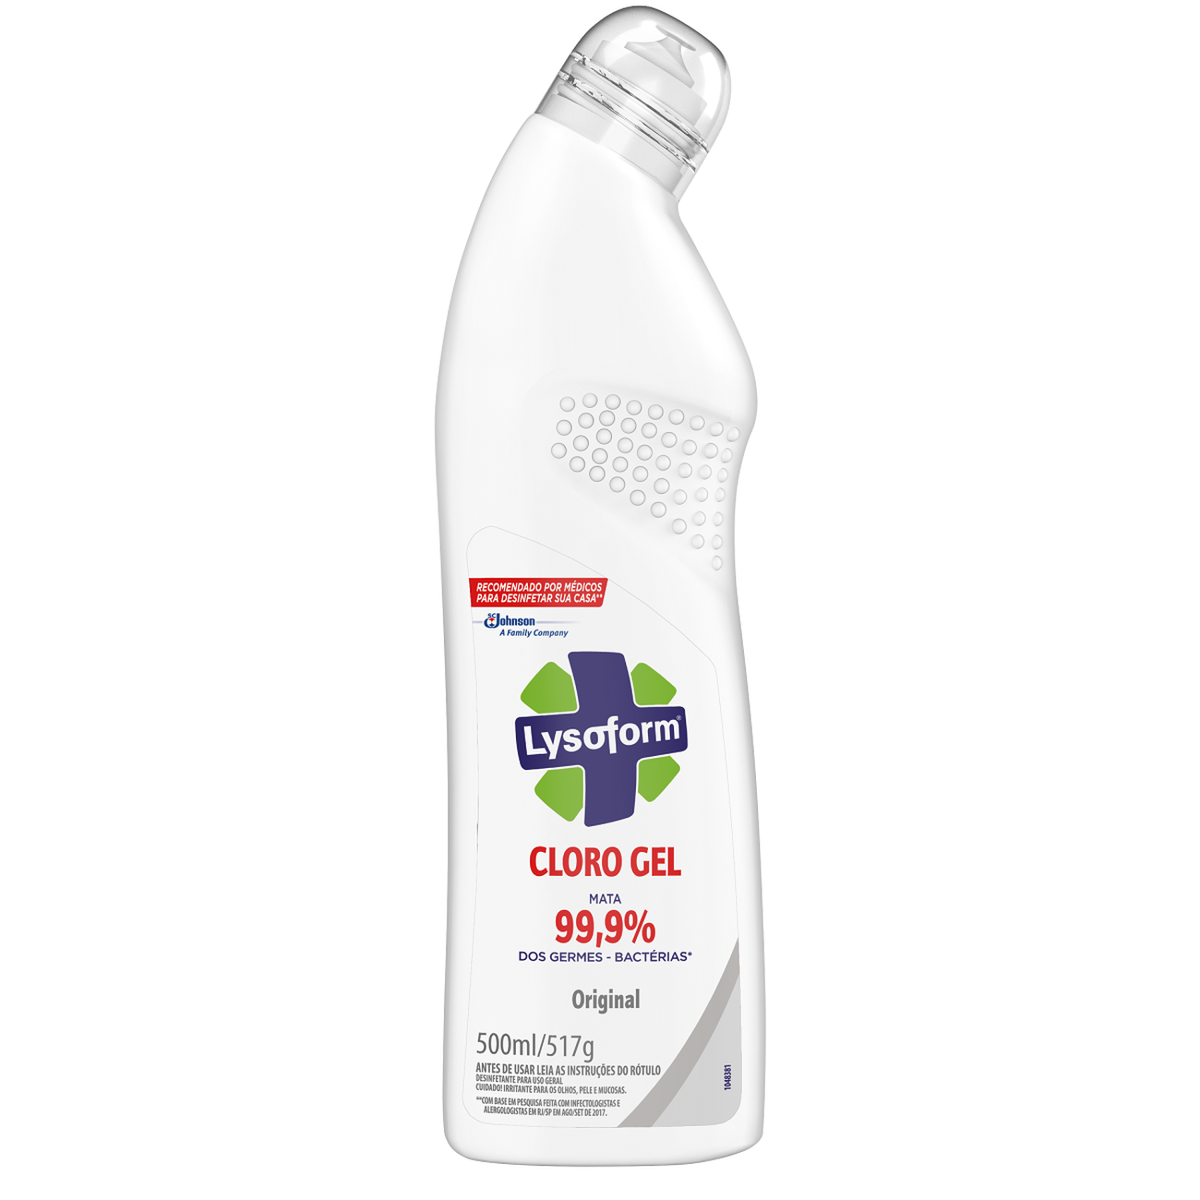 RECOMENDADO POR MÉDICOS
PARA DESINFETAR SUA CASA**
SC Johnson
A Family Company
Lysoform®
CLORO GEL
MATA
99,9%
DOS GERMES - BACTÉRIAS*
Original
500ml/517g
ANTES DE USAR LEIA AS INSTRUÇÕES DO RÓTULO
DESINFETANTE PARA USO GERAL
CUIDADO! IRRITANTE PARA OS OLHOS, PELE E MUCOSAS.
**COM BASE EM PESQUISA FEITA COM INFECTOLOGISTAS E
ALERGOLOGISTAS EM RJ/SP EM AGO/SET DE 2017.
1048381